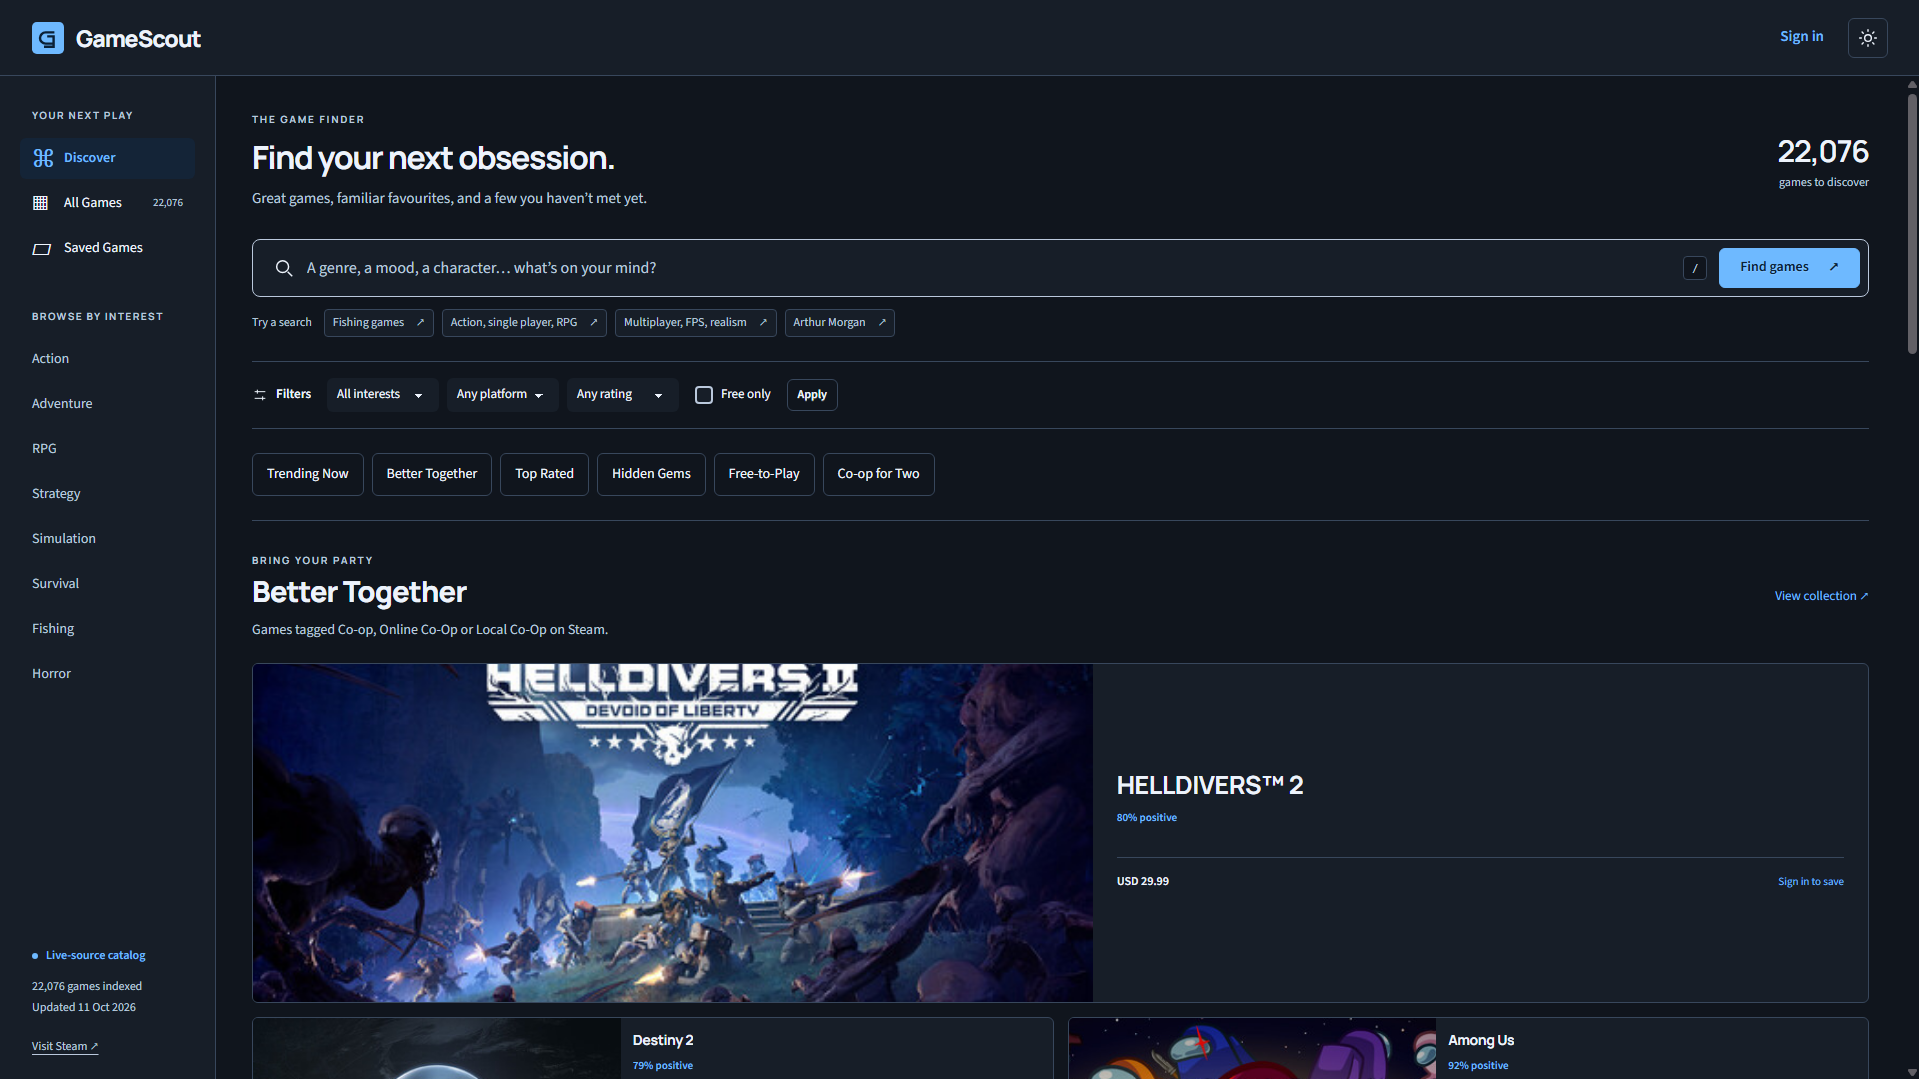 GameScout
Sign in
YOUR NEXT PLAY
Discover
All Games 22,076
Saved Games
BROWSE BY INTEREST
Action
Adventure
RPG
Strategy
Simulation
Survival
Fishing
Horror
Live-source catalog
22,076 games indexed
Updated 11 Oct 2026
Visit Steam ↗
THE GAME FINDER
Find your next obsession.
Great games, familiar favourites, and a few you haven’t met yet.
22,076
games to discover
A genre, a mood, a character… what’s on your mind?
/
Find games ↗
Try a search Fishing games ↗ Action, single player, RPG ↗ Multiplayer, FPS, realism ↗ Arthur Morgan ↗
Filters All interests Any platform Any rating Free only Apply
Trending Now Better Together Top Rated Hidden Gems Free-to-Play Co-op for Two
BRING YOUR PARTY
Better Together
View collection ↗
Games tagged Co-op, Online Co-Op or Local Co-Op on Steam.
HELLDIVERS II
DEVOID OF LIBERTY
HELLDIVERS™ 2
80% positive
USD 29.99
Sign in to save
Destiny 2
79% positive
Among Us
92% positive